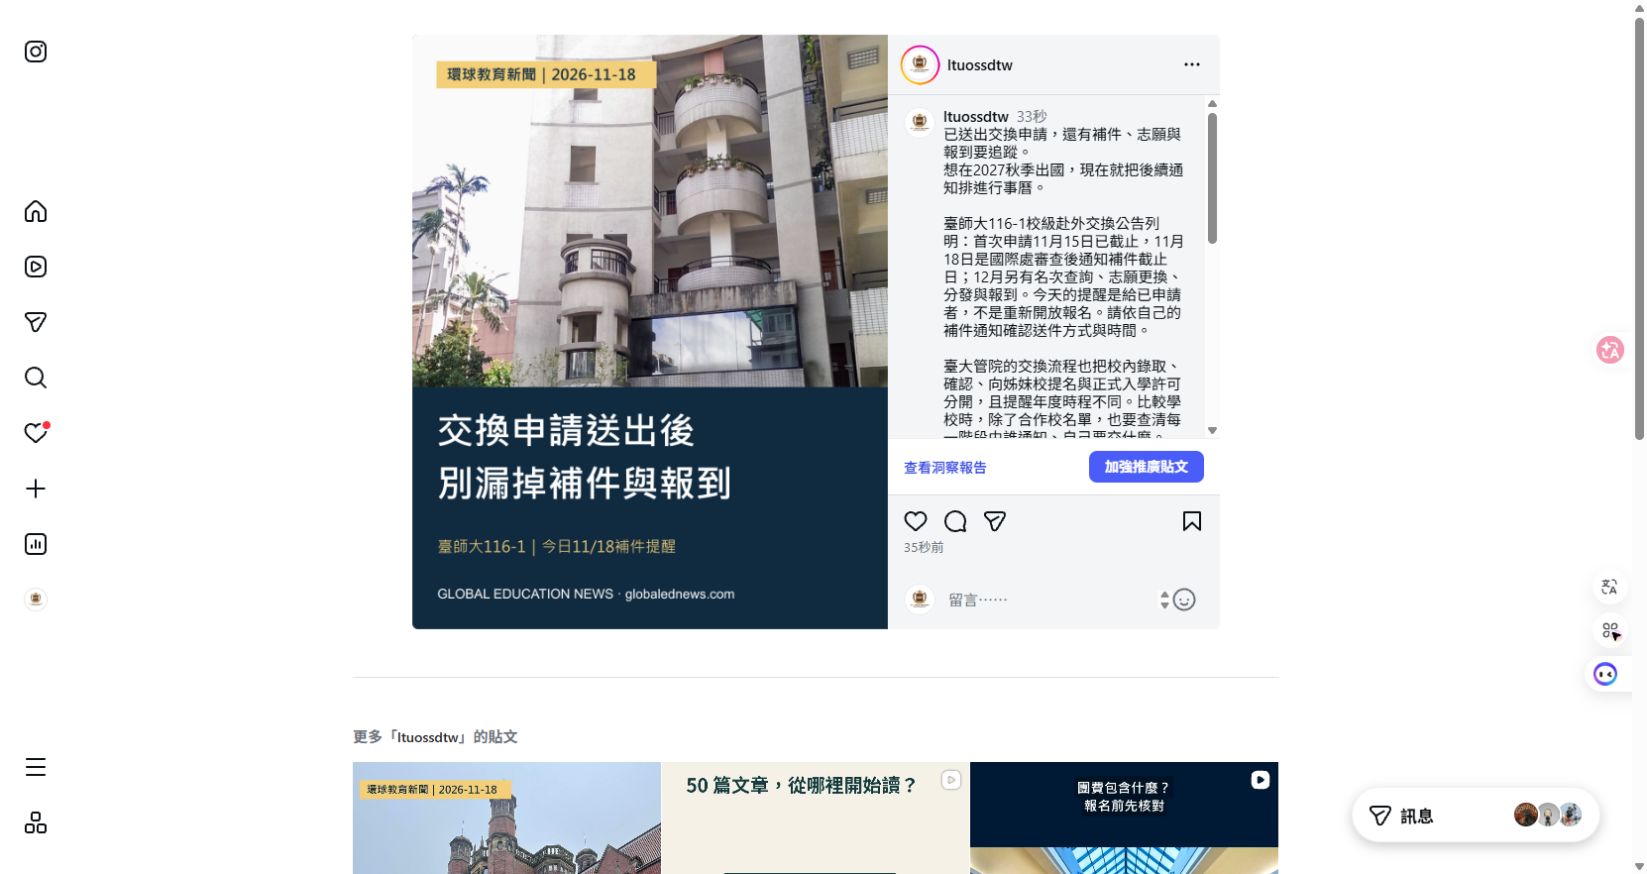 環球教育新聞 | 2026-11-18
交換申請送出後
別漏掉補件與報到
臺師大116-1 | 今日11/18補件提醒
GLOBAL EDUCATION NEWS · globalednews.com
ltuossdtw
ltuossdtw 33秒
已送出交換申請，還有補件、志願與
報到要追蹤。
想在2027秋季出國，現在就把後續通
知排進行事曆。
臺師大116-1校級赴外交換公告列
明：首次申請11月15日已截止，11月
18日是國際處審查後通知補件截止
日；12月另有名次查詢、志願更換、
分發與報到。今天的提醒是給已申請
者，不是重新開放報名。請依自己的
補件通知確認送件方式與時間。
臺大管院的交換流程也把校內錄取、
確認、向姊妹校提名與正式入學許可
分開，且提醒年度時程不同。比較學
校時，除了合作校名單，也要查清每
一階段由誰通知、自己要交什麼。
查看洞察報告
加強推廣貼文
35秒前
留言……
更多「ltuossdtw」的貼文
環球教育新聞 | 2026-11-18
50 篇文章，從哪裡開始讀？
團費包含什麼？
報名前先核對
訊息